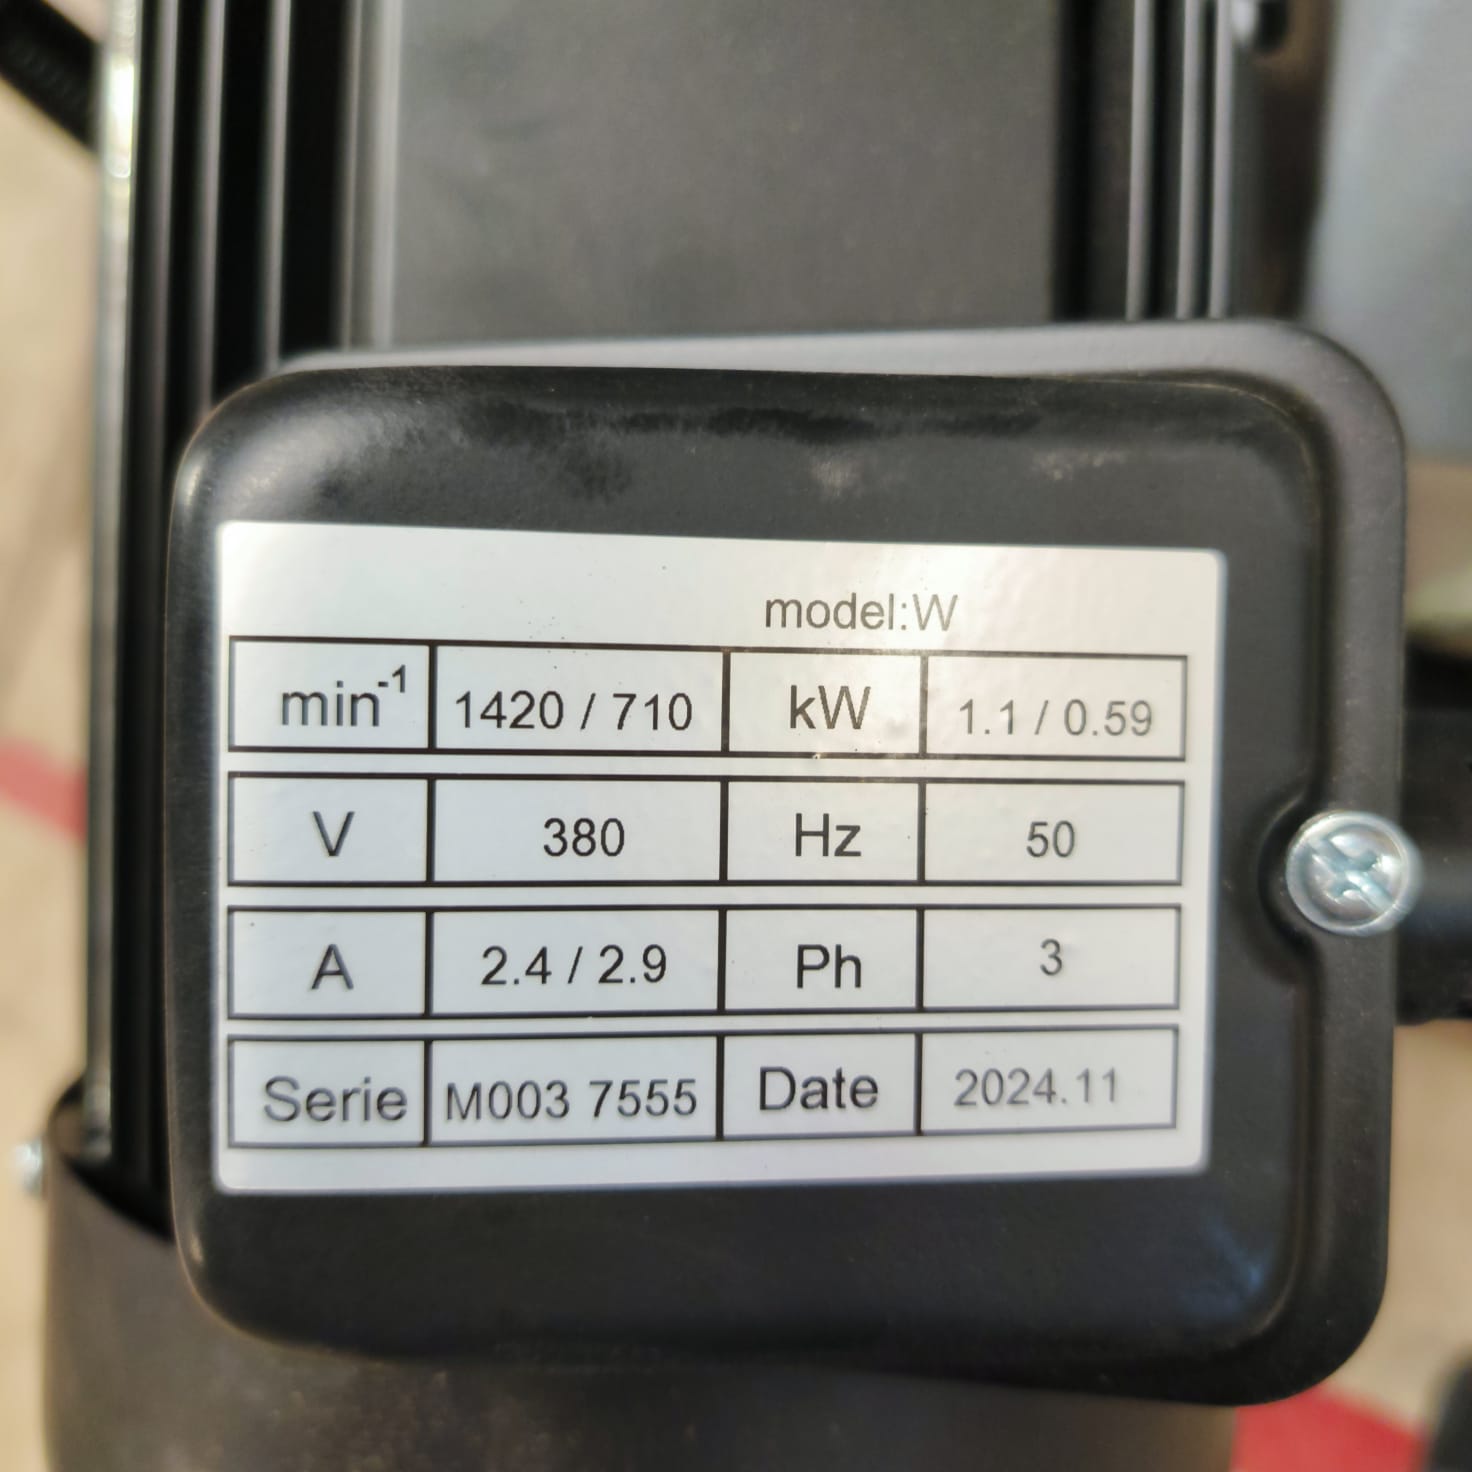 model:W
min-1 1420 / 710 kW 1.1 / 0.59
V 380 Hz 50
A 2.4 / 2.9 Ph 3
Serie M003 7555 Date 2024.11